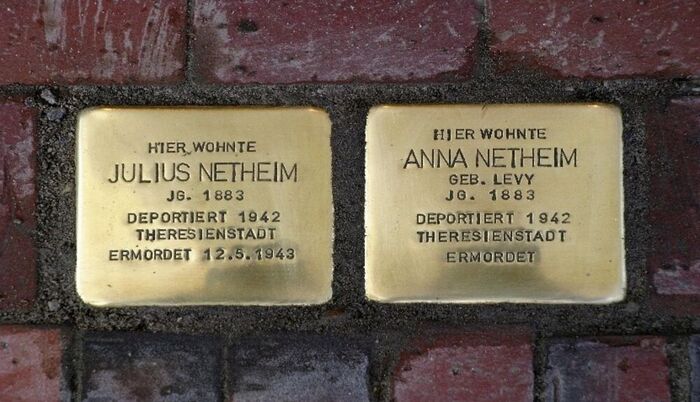 HIER WOHNTE
JULIUS NETHEIM
JG. 1883
DEPORTIERT 1942
THERESIENSTADT
ERMORDET 12.5.1943
HIER WOHNTE
ANNA NETHEIM
GEB. LEVY
JG. 1883
DEPORTIERT 1942
THERESIENSTADT
ERMORDET